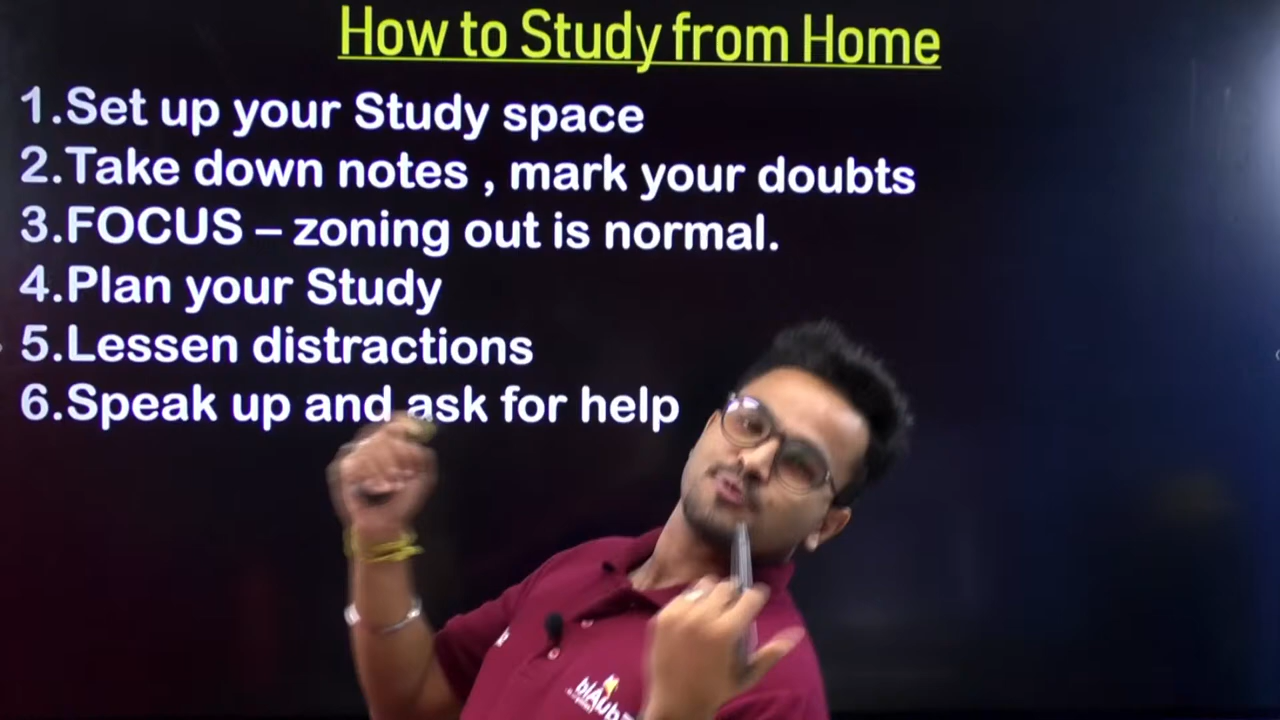 How to Study from Home
1.Set up your Study space
2.Take down notes , mark your doubts
3.FOCUS – zoning out is normal.
4.Plan your Study
5.Lessen distractions
6.Speak up and ask for help